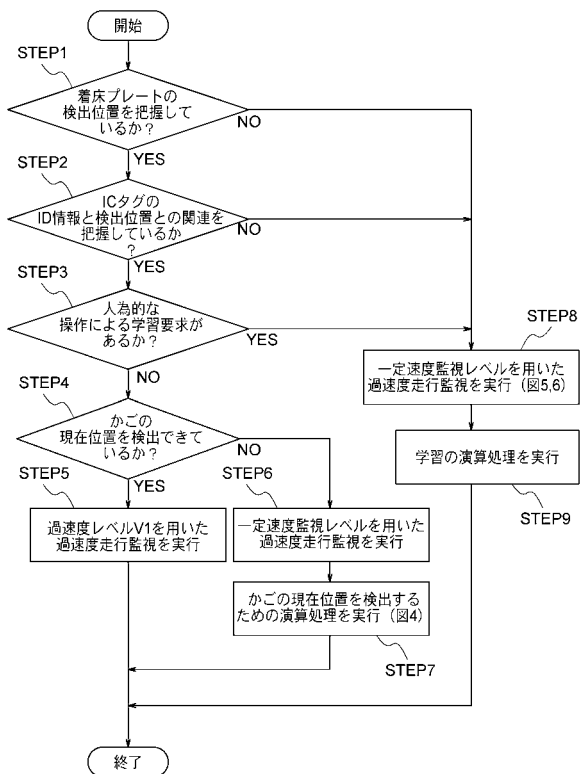 開始
STEP1
着床プレートの
検出位置を把握して
いるか？
NO
YES
STEP2
ICタグの
ID情報と検出位置との関連を
把握しているか
？
NO
YES
STEP3
人為的な
操作による学習要求が
あるか？
YES
NO
STEP8
一定速度監視レベルを用いた
過速度走行監視を実行（図5,6）
STEP4
かごの
現在位置を検出できて
いるか？
NO
YES
学習の演算処理を実行
STEP9
STEP5
過速度レベルV1を用いた
過速度走行監視を実行
STEP6
一定速度監視レベルを用いた
過速度走行監視を実行
かごの現在位置を検出する
ための演算処理を実行（図4）
STEP7
終了